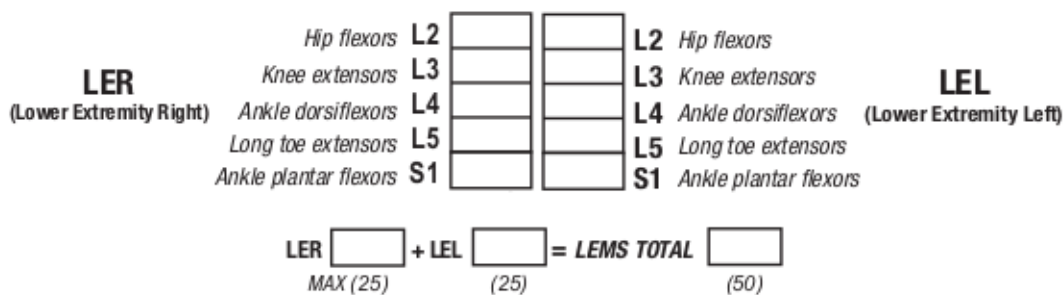 Hip flexors L2 L2 Hip flexors
Knee extensors L3 L3 Knee extensors
LER LEL
(Lower Extremity Right) Ankle dorsiflexors L4 L4 Ankle dorsiflexors (Lower Extremity Left)
Long toe extensors L5 L5 Long toe extensors
Ankle plantar flexors S1 S1 Ankle plantar flexors
LER + LEL = LEMS TOTAL
MAX (25) (25) (50)